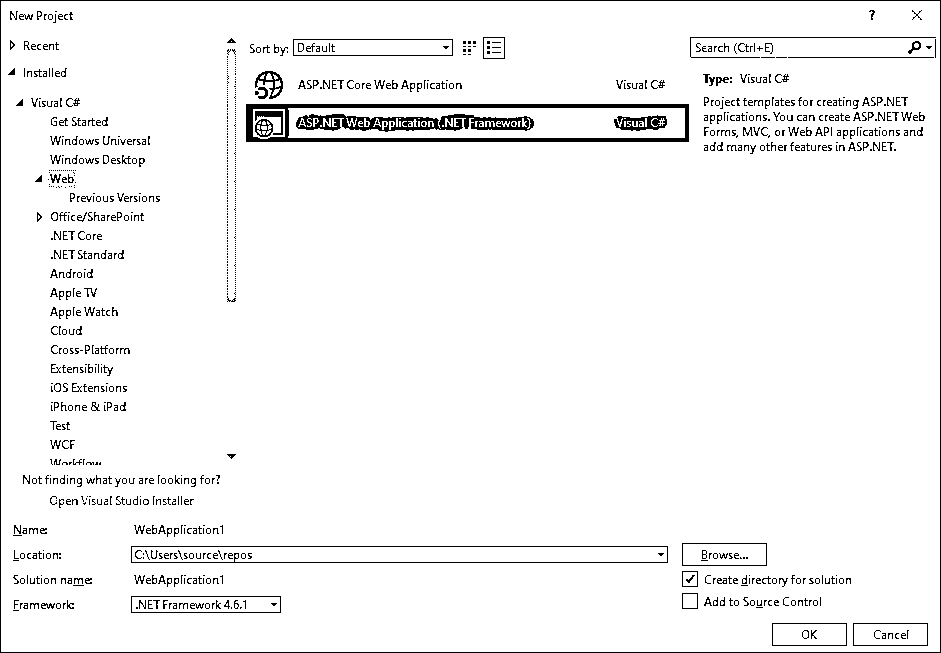 New Project
? ×
Recent
Installed
Visual C#
Get Started
Windows Universal
Windows Desktop
Web
Previous Versions
Office/SharePoint
.NET Core
.NET Standard
Android
Apple TV
Apple Watch
Cloud
Cross-Platform
Extensibility
iOS Extensions
iPhone & iPad
Test
WCF
Workflow
Not finding what you are looking for?
Open Visual Studio Installer
Sort by: Default
ASP.NET Core Web Application Visual C#
ASP.NET Web Application (.NET Framework) Visual C#
Search (Ctrl+E)
Type: Visual C#
Project templates for creating ASP.NET
applications. You can create ASP.NET Web
Forms, MVC, or Web API applications and
add many other features in ASP.NET.
Name: WebApplication1
Location: C:\Users\source\repos
Browse...
Solution name: WebApplication1
Create directory for solution
Framework: .NET Framework 4.6.1
Add to Source Control
OK Cancel